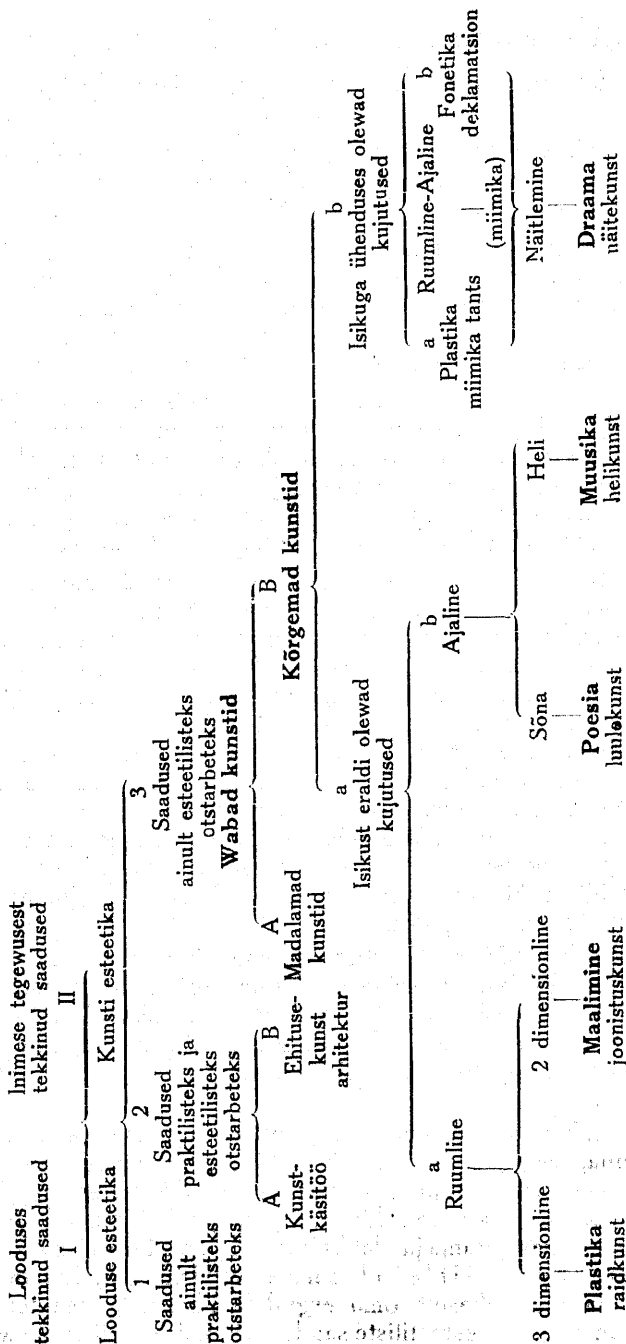 Looduses
tekkinud saadused
I
Inimese tegewusest
tekkinud saadused
II
Looduse esteetika
Kunsti esteetika
1
Saadused
ainult
praktilisteks
otstarbeteks
2
Saadused
praktilisteks ja
esteetilisteks
otstarbeteks
3
Saadused
ainult esteetilisteks
otstarbeteks
Wabad kunstid
A
Kunst-
käsitöö
B
Ehituse-
kunst
arhitektur
A
Madalamad
kunstid
B
Kõrgemad kunstid
a
Isikust eraldi olewad
kujutused
b
Isikuga ühenduses olewad
kujutused
a
Ruumline
b
Ajaline
a
Plastika
miimika tants
Ruumline-Ajaline
(miimika)
b
Fonetika
deklamatsion
3 dimensionline
2 dimensionline
Sõna
Heli
Näitlemine
Plastika
raidkunst
Maalimine
joonistuskunst
Poesia
luulekunst
Muusika
helikunst
Draama
näitekunst